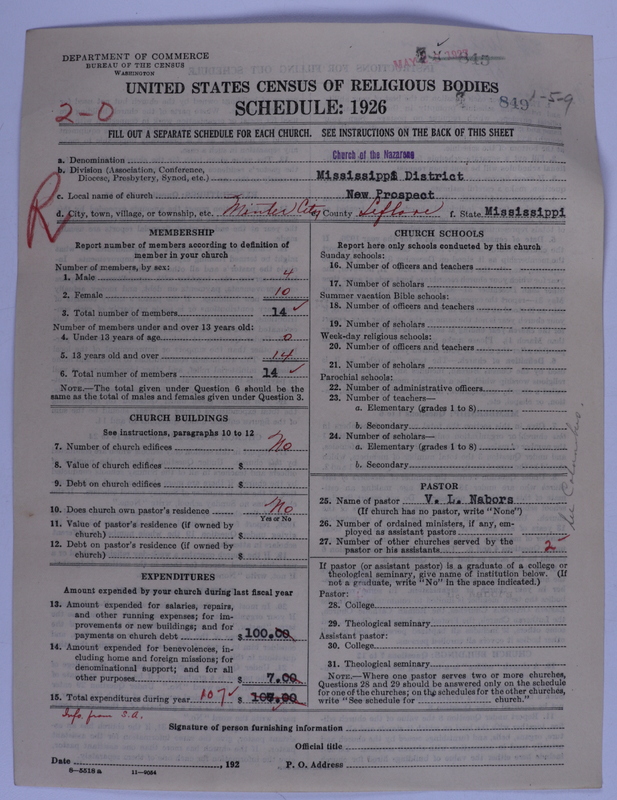 DEPARTMENT OF COMMERCE
BUREAU OF THE CENSUS
WASHINGTON
MAY
845
UNITED STATES CENSUS OF RELIGIOUS BODIES
SCHEDULE: 1926
849
1-5-9
2-0
FILL OUT A SEPARATE SCHEDULE FOR EACH CHURCH. SEE INSTRUCTIONS ON THE BACK OF THIS SHEET
a. Denomination Church of the Nazarene
b. Division (Association, Conference, Diocese, Presbytery, Synod, etc.) Mississippi District
c. Local name of church New Prospect
R
d. City, town, village, or township, etc. Minter City County Leflore f. State Mississippi
MEMBERSHIP
Report number of members according to definition of
member in your church
Number of members, by sex:
1. Male 4
2. Female 10
3. Total number of members 14 ✓
Number of members under and over 13 years old:
4. Under 13 years of age 0
5. 13 years old and over 14
6. Total number of members 14 ✓
NOTE.—The total given under Question 6 should be the
same as the total of males and females given under Question 3.
CHURCH BUILDINGS
See instructions, paragraphs 10 to 12
7. Number of church edifices No
8. Value of church edifices $
9. Debt on church edifices $
10. Does church own pastor's residence No
Yes or No
11. Value of pastor's residence (if owned by
church) $
12. Debt on pastor's residence (if owned by
church) $
EXPENDITURES
Amount expended by your church during last fiscal year
13. Amount expended for salaries, repairs,
and other running expenses; for im-
provements or new buildings; and for
payments on church debt $100.00
14. Amount expended for benevolences, in-
cluding home and foreign missions; for
denominational support; and for all
other purposes $ 7.00
15. Total expenditures during year 107 ✓ $ 107.00
Info. from S.A.
CHURCH SCHOOLS
Report here only schools conducted by this church
Sunday schools:
16. Number of officers and teachers
17. Number of scholars
Summer vacation Bible schools:
18. Number of officers and teachers
19. Number of scholars
Week-day religious schools:
20. Number of officers and teachers
21. Number of scholars
Parochial schools:
22. Number of administrative officers
23. Number of teachers—
a. Elementary (grades 1 to 8)
b. Secondary
24. Number of scholars—
a. Elementary (grades 1 to 8)
b. Secondary
See Columbus.
PASTOR
25. Name of pastor V. L. Nabors
(If church has no pastor, write "None")
26. Number of ordained ministers, if any, em-
ployed as assistant pastors
27. Number of other churches served by the
pastor or his assistants 2 ✓
If pastor (or assistant pastor) is a graduate of a college or
theological seminary, give name of institution below. (If
not a graduate, write "No" in the space indicated.)
Pastor:
28. College
29. Theological seminary
Assistant pastor:
30. College
31. Theological seminary
NOTE.—Where one pastor serves two or more churches,
Questions 28 and 29 should be answered only on the schedule
for one of the churches; on the schedules for the other churches,
write "See schedule for church."
Signature of person furnishing information
Official title
Date , 192 P. O. Address
8—5518 a 11—9054